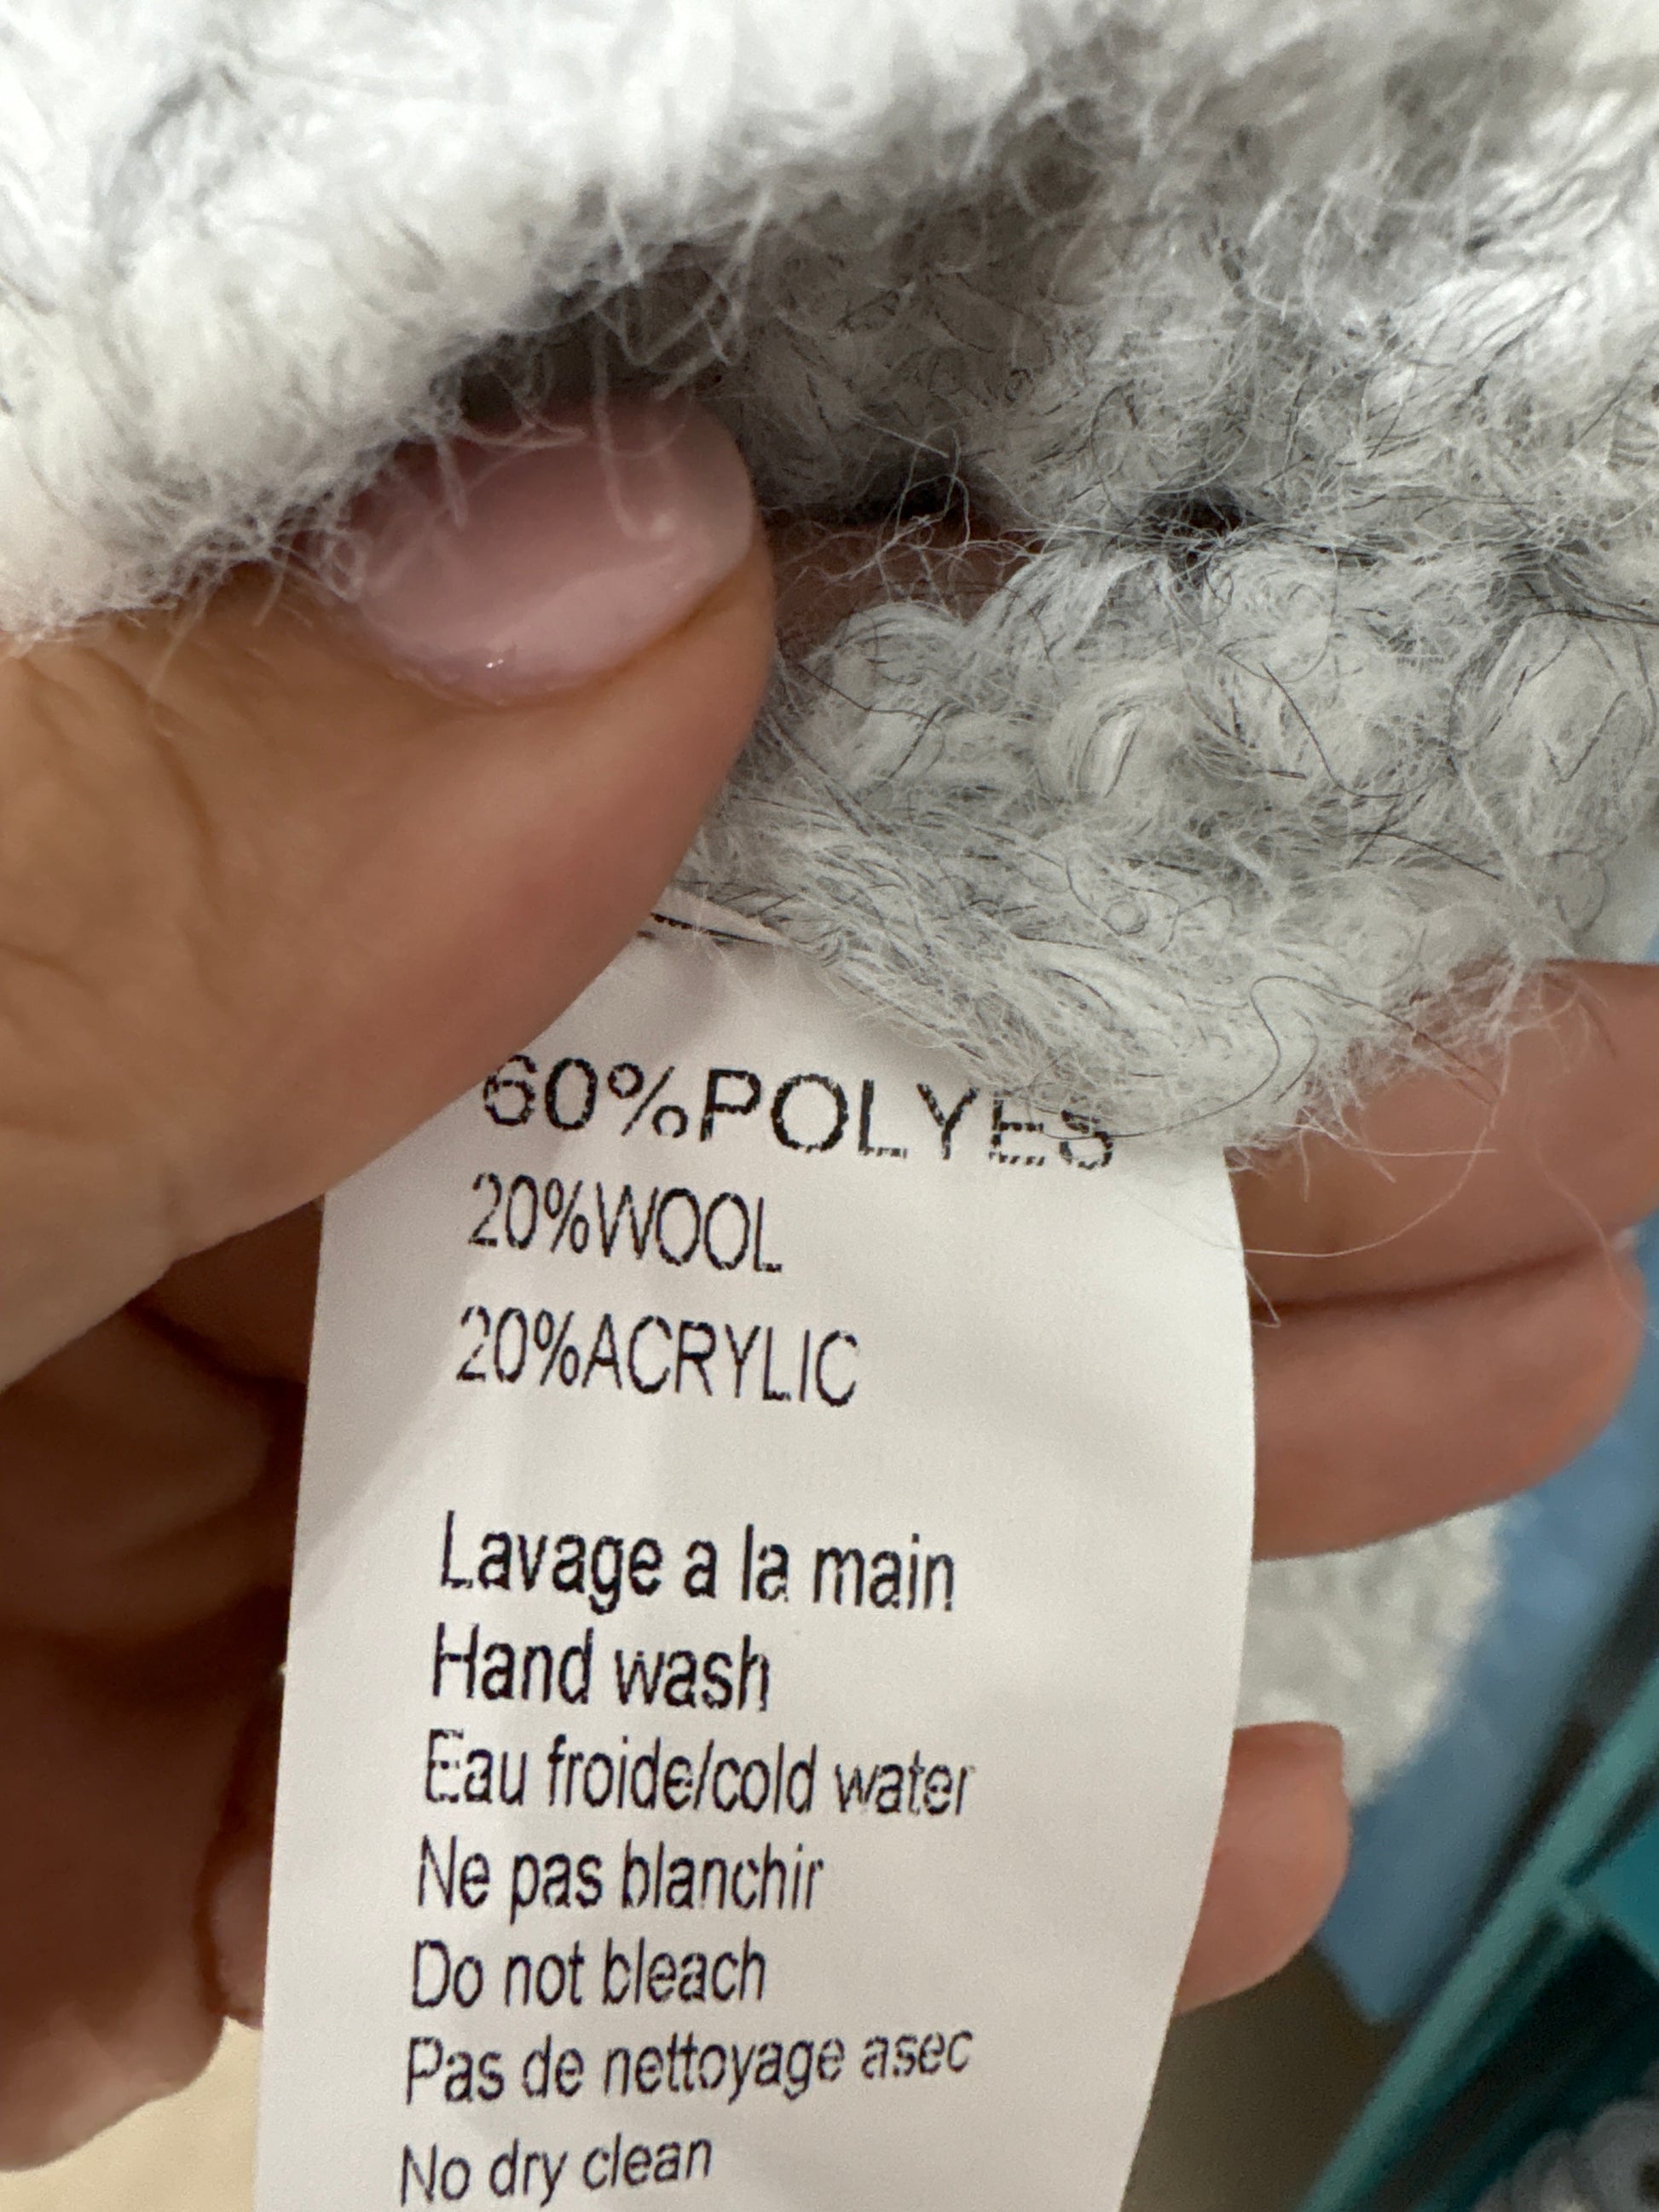 60%POLYES
20%WOOL
20%ACRYLIC
Lavage a la main
Hand wash
Eau froide/cold water
Ne pas blanchir
Do not bleach
Pas de nettoyage asec
No dry clean